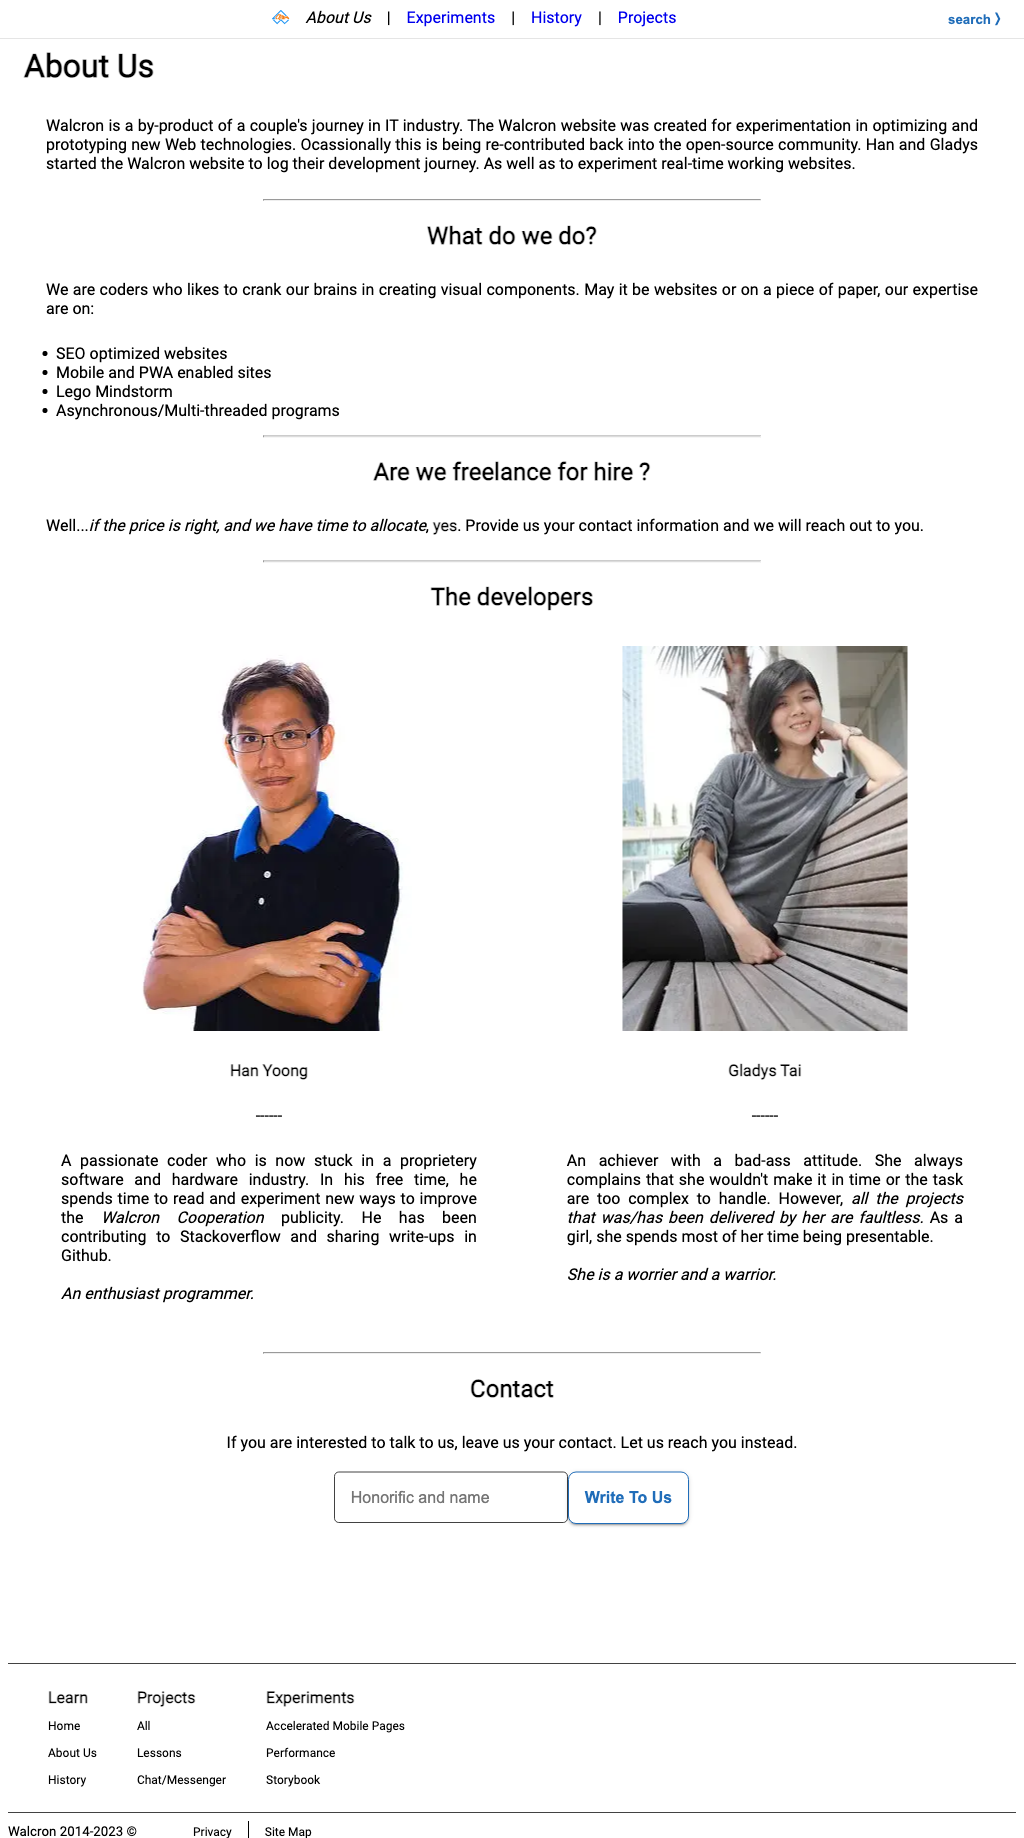 About Us | Experiments | History | Projects
search ⟩
About Us
Walcron is a by-product of a couple's journey in IT industry. The Walcron website was created for experimentation in optimizing and
prototyping new Web technologies. Ocassionally this is being re-contributed back into the open-source community. Han and Gladys
started the Walcron website to log their development journey. As well as to experiment real-time working websites.
What do we do?
We are coders who likes to crank our brains in creating visual components. May it be websites or on a piece of paper, our expertise
are on:
• SEO optimized websites
• Mobile and PWA enabled sites
• Lego Mindstorm
• Asynchronous/Multi-threaded programs
Are we freelance for hire ?
Well...if the price is right, and we have time to allocate, yes. Provide us your contact information and we will reach out to you.
The developers
Han Yoong
------
A passionate coder who is now stuck in a proprietery
software and hardware industry. In his free time, he
spends time to read and experiment new ways to improve
the Walcron Cooperation publicity. He has been
contributing to Stackoverflow and sharing write-ups in
Github.
An enthusiast programmer.
Gladys Tai
------
An achiever with a bad-ass attitude. She always
complains that she wouldn't make it in time or the task
are too complex to handle. However, all the projects
that was/has been delivered by her are faultless. As a
girl, she spends most of her time being presentable.
She is a worrier and a warrior.
Contact
If you are interested to talk to us, leave us your contact. Let us reach you instead.
Honorific and name
Write To Us
Learn
Home
About Us
History
Projects
All
Lessons
Chat/Messenger
Experiments
Accelerated Mobile Pages
Performance
Storybook
Walcron 2014-2023 ©
Privacy | Site Map